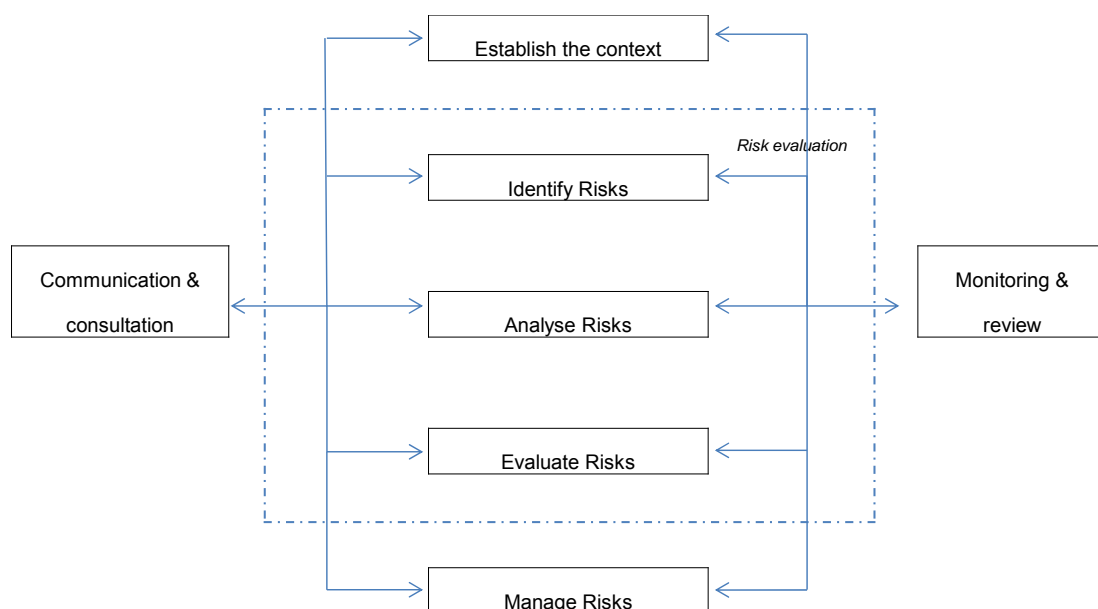 Establish the context
Risk evaluation
Identify Risks
Communication &
consultation
Analyse Risks
Monitoring &
review
Evaluate Risks
Manage Risks